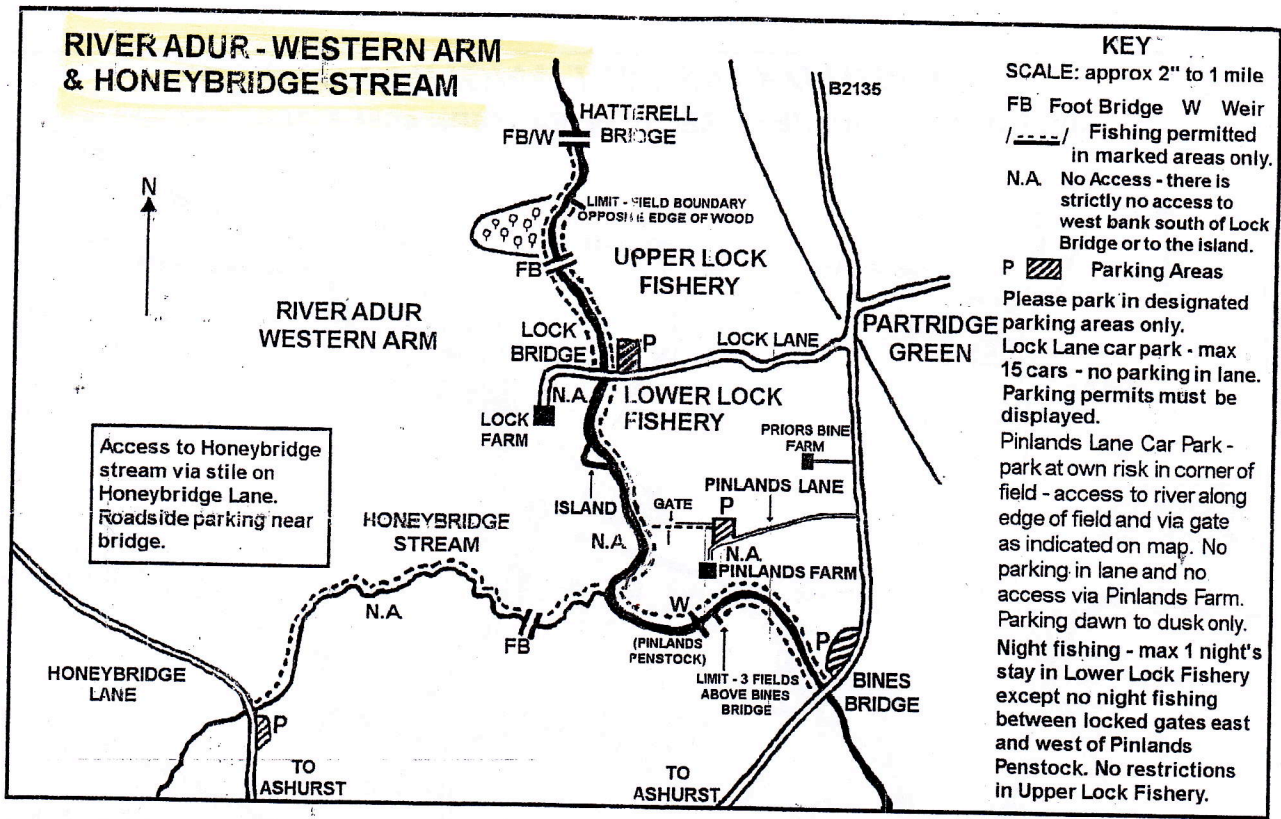 RIVER ADUR - WESTERN ARM
& HONEYBRIDGE STREAM
N
FB/W
HATTERELL
BRIDGE
LIMIT - FIELD BOUNDARY
OPPOSITE EDGE OF WOOD
FB
UPPER LOCK
FISHERY
B2135
RIVER ADUR
WESTERN ARM
LOCK
BRIDGE
P
LOCK LANE
PARTRIDGE
GREEN
N.A.
LOCK
FARM
LOWER LOCK
FISHERY
PRIORS BINE
FARM
PINLANDS LANE
ISLAND
GATE
P
N.A.
N.A.
PINLANDS FARM
Access to Honeybridge
stream via stile on
Honeybridge Lane.
Roadside parking near
bridge.
HONEYBRIDGE
STREAM
N.A.
FB
W
(PINLANDS
PENSTOCK)
LIMIT - 3 FIELDS
ABOVE BINES
BRIDGE
P
BINES
BRIDGE
HONEYBRIDGE
LANE
P
TO
ASHURST
TO
ASHURST
KEY
SCALE: approx 2" to 1 mile
FB Foot Bridge W Weir
/----/ Fishing permitted
in marked areas only.
N.A. No Access - there is
strictly no access to
west bank south of Lock
Bridge or to the island.
P Parking Areas
Please park in designated
parking areas only.
Lock Lane car park - max
15 cars - no parking in lane.
Parking permits must be
displayed.
Pinlands Lane Car Park -
park at own risk in corner of
field - access to river along
edge of field and via gate
as indicated on map. No
parking in lane and no
access via Pinlands Farm.
Parking dawn to dusk only.
Night fishing - max 1 night's
stay in Lower Lock Fishery
except no night fishing
between locked gates east
and west of Pinlands
Penstock. No restrictions
in Upper Lock Fishery.